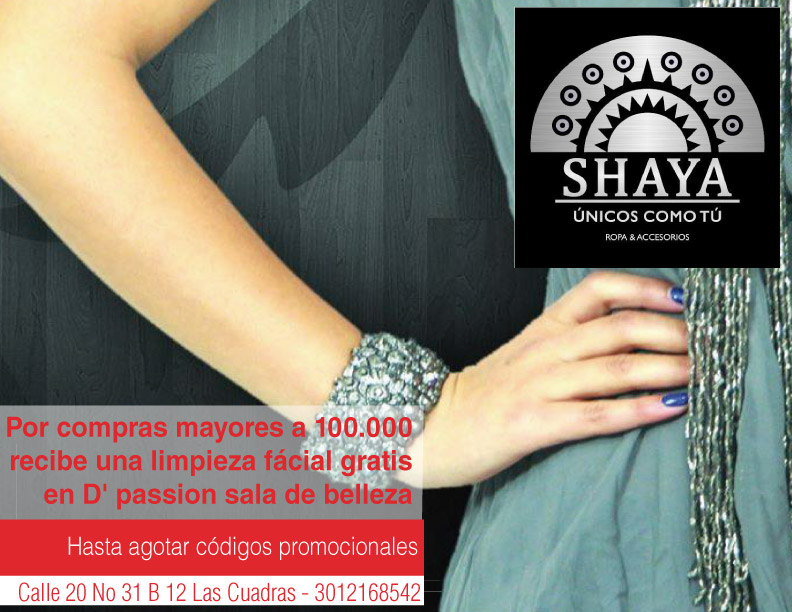 SHAYA
ÚNICOS COMO TÚ
ROPA & ACCESORIOS
Por compras mayores a 100.000
recibe una limpieza fácial gratis
en D' passion sala de belleza
Hasta agotar códigos promocionales
Calle 20 No 31 B 12 Las Cuadras - 3012168542